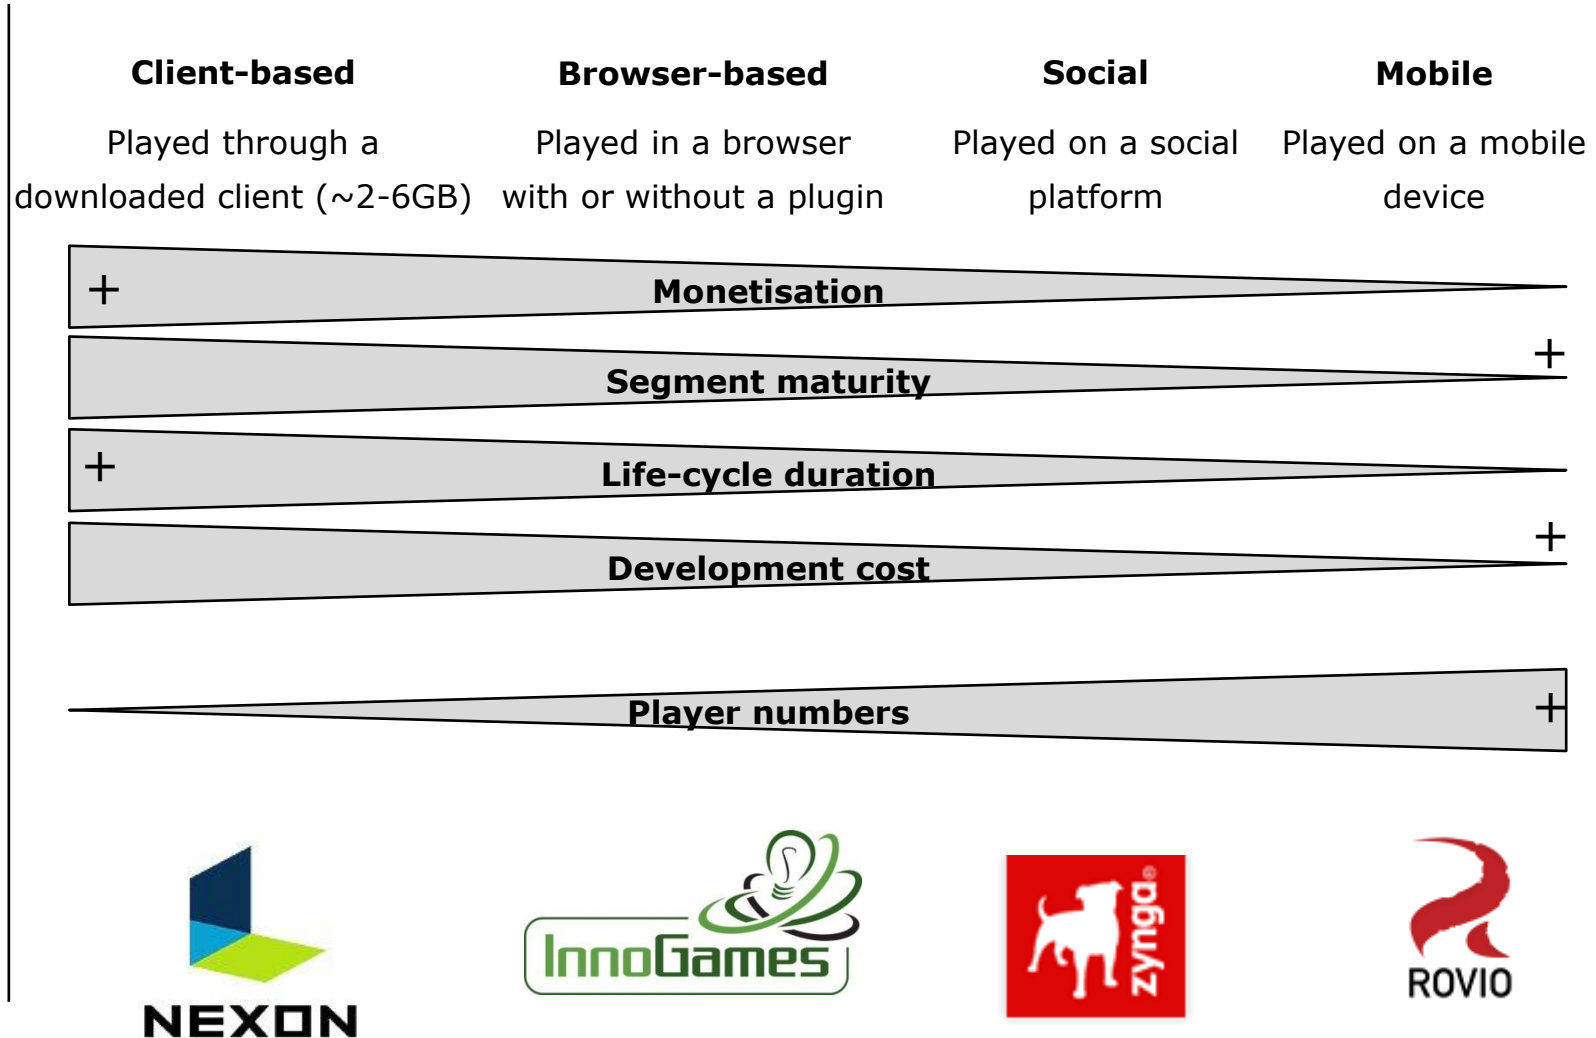 Client-based
Browser-based
Social
Mobile
Played through a
downloaded client (~2-6GB)
Played in a browser
with or without a plugin
Played on a social
platform
Played on a mobile
device
+
Monetisation
+
Segment maturity
+
Life-cycle duration
+
Development cost
Player numbers
+
NEXON
InnoGames
zynga®
ROVIO